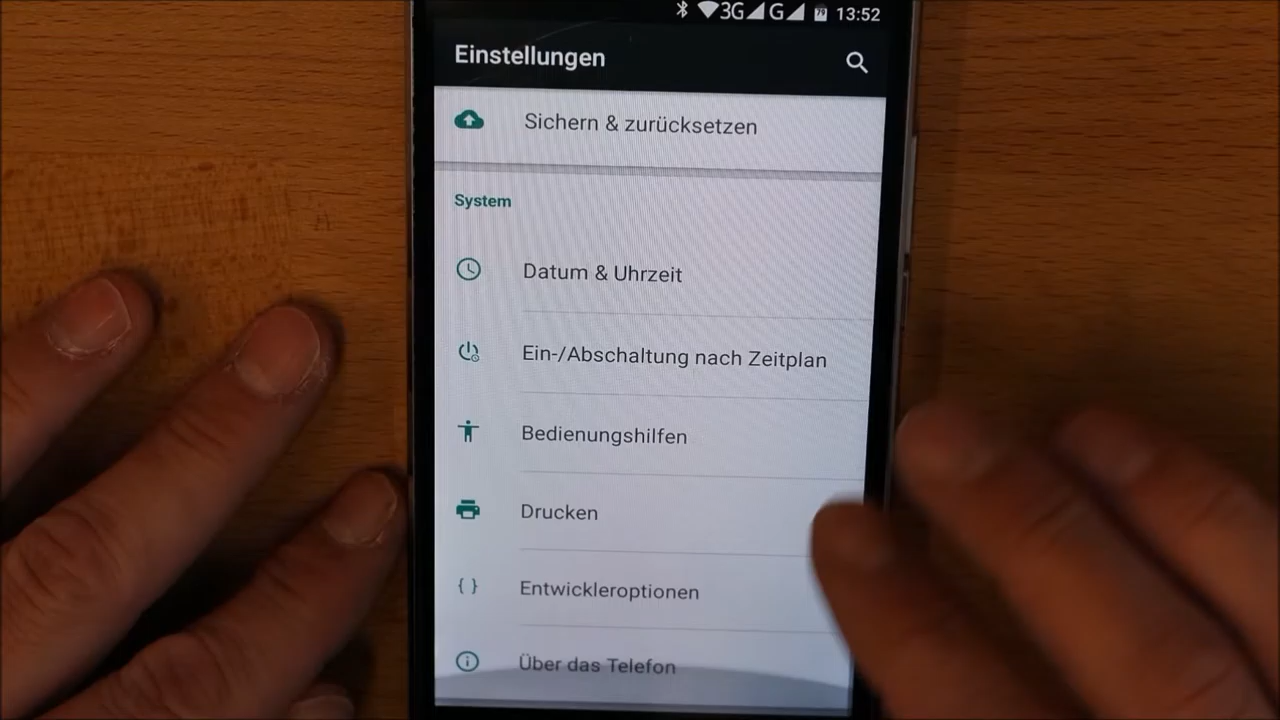 3G G 79 13:52
Einstellungen
Sichern & zurücksetzen
System
Datum & Uhrzeit
Ein-/Abschaltung nach Zeitplan
Bedienungshilfen
Drucken
{ } Entwickleroptionen
Über das Telefon